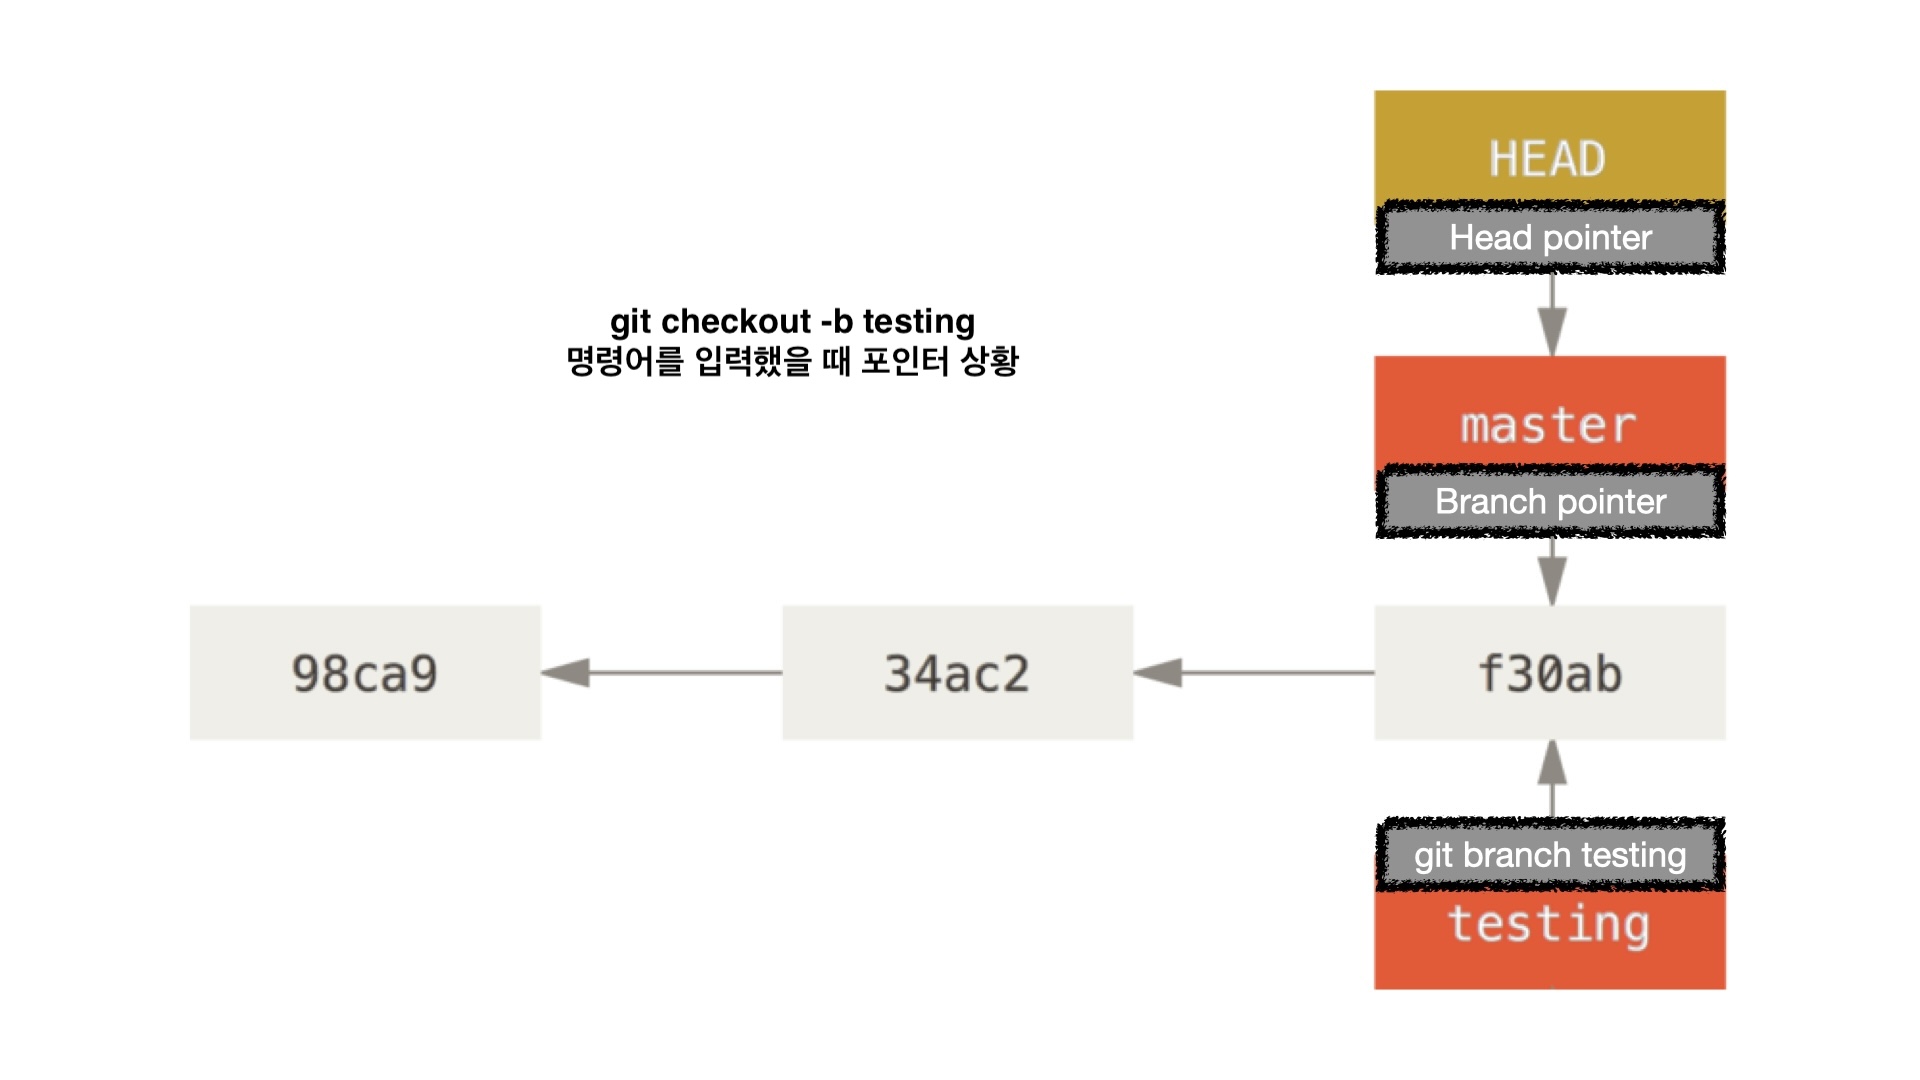 HEAD
Head pointer
git checkout -b testing
명령어를 입력했을 때 포인터 상황
master
Branch pointer
98ca9
34ac2
f30ab
git branch testing
testing